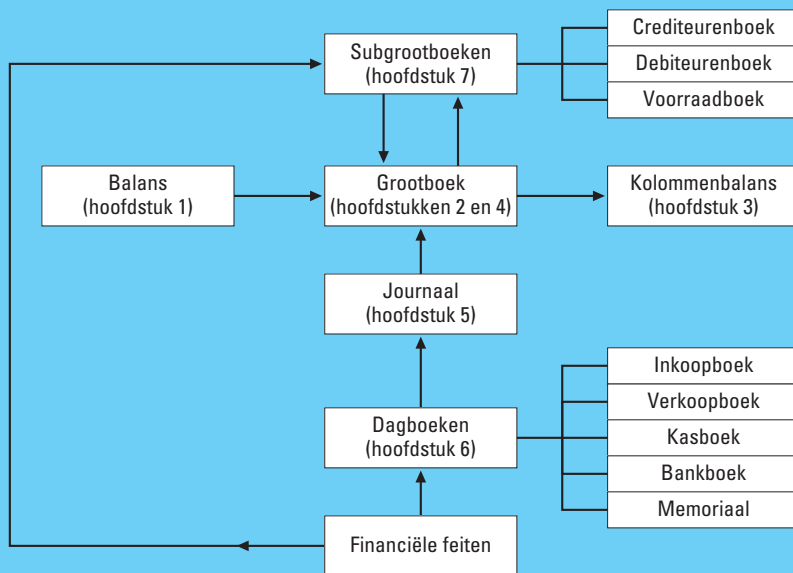 Crediteurenboek
Subgrootboeken
(hoofdstuk 7)
Debiteurenboek
Voorraadboek
Balans
(hoofdstuk 1)
Grootboek
(hoofdstukken 2 en 4)
Kolommenbalans
(hoofdstuk 3)
Journaal
(hoofdstuk 5)
Inkoopboek
Verkoopboek
Dagboeken
(hoofdstuk 6)
Kasboek
Bankboek
Memoriaal
Financiële feiten